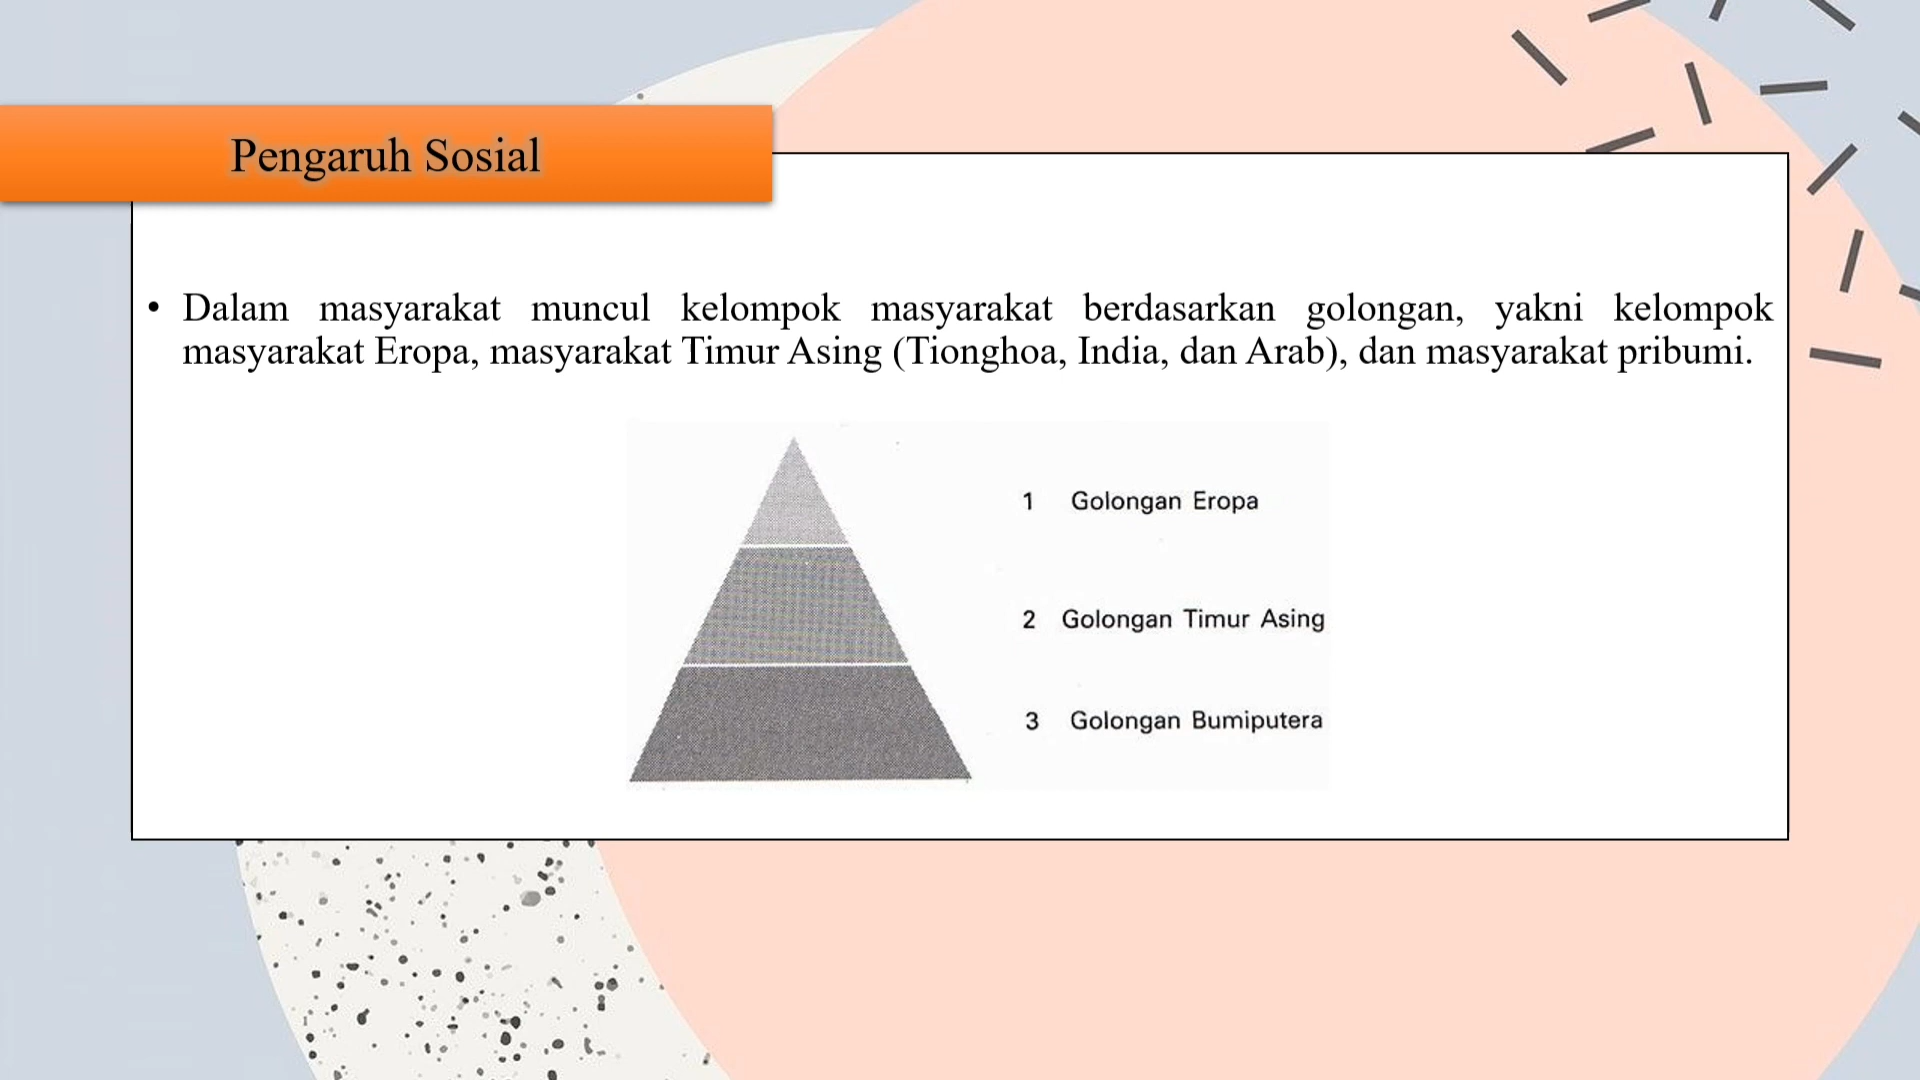 Pengaruh Sosial
• Dalam masyarakat muncul kelompok masyarakat berdasarkan golongan, yakni kelompok
masyarakat Eropa, masyarakat Timur Asing (Tionghoa, India, dan Arab), dan masyarakat pribumi.
1 Golongan Eropa
2 Golongan Timur Asing
3 Golongan Bumiputera